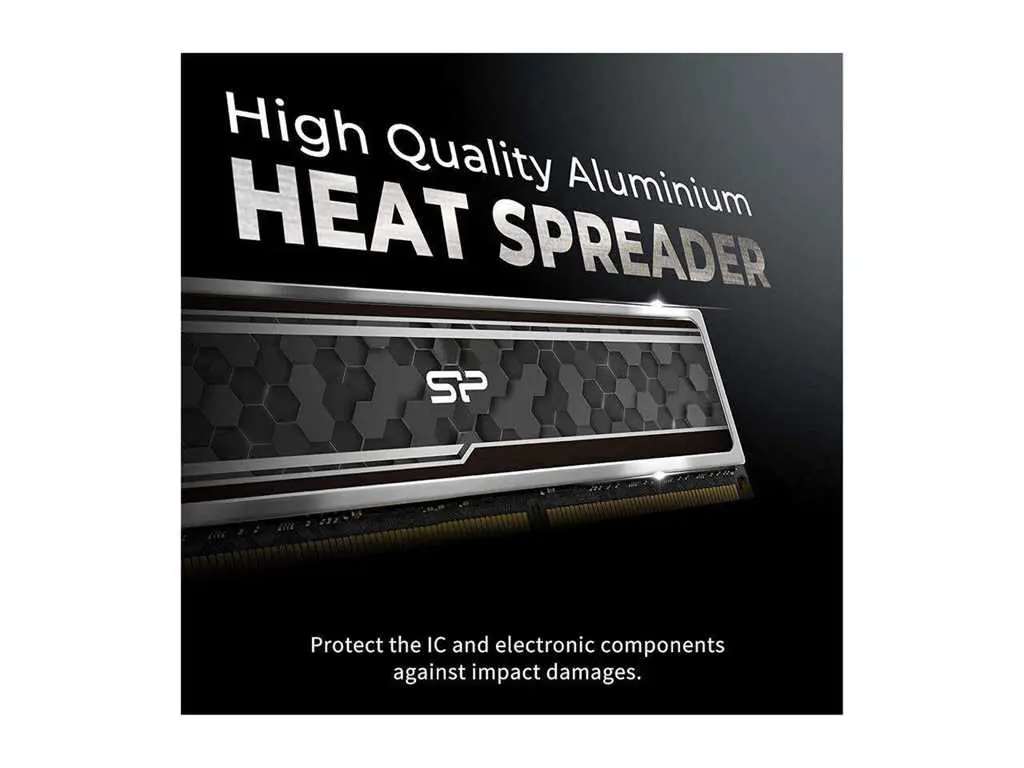 High Quality Aluminium
HEAT SPREADER
SP
Protect the IC and electronic components
against impact damages.